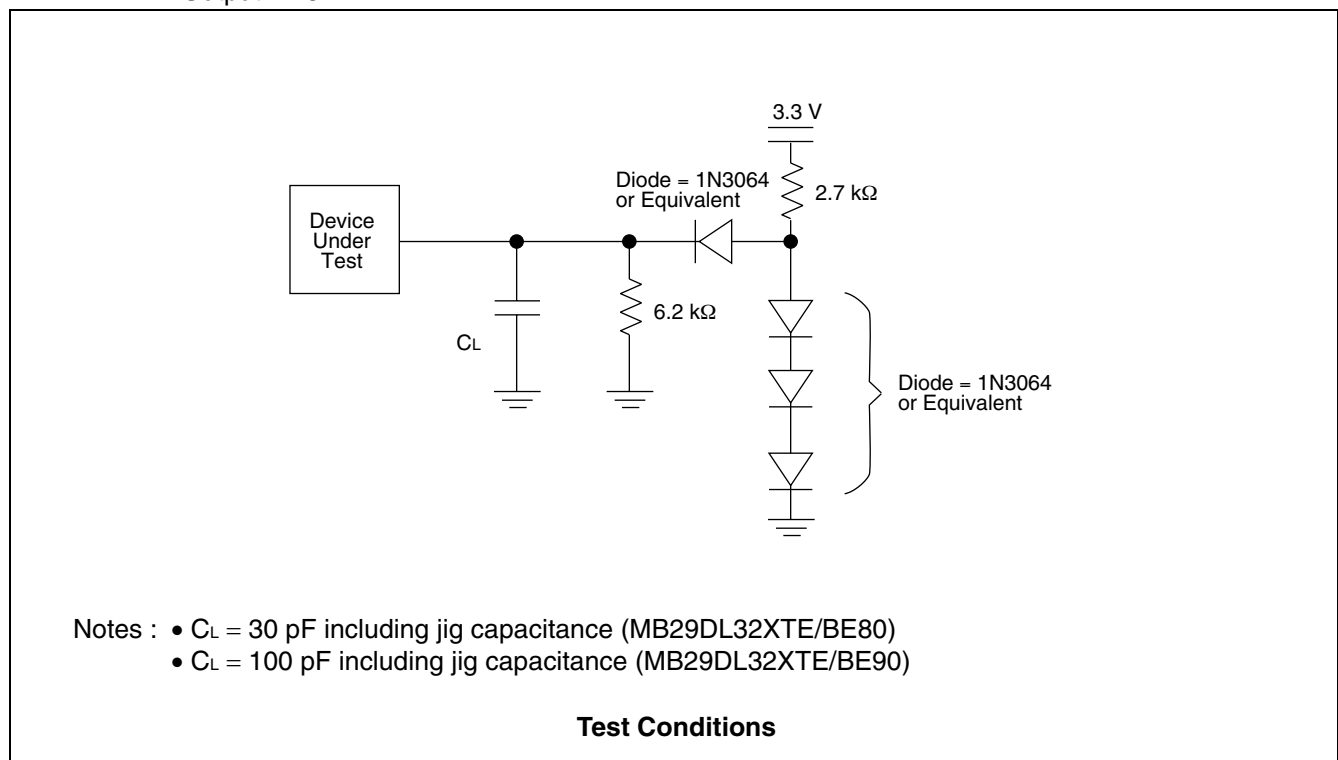 3.3 V
Diode = 1N3064
or Equivalent
2.7 kΩ
Device
Under
Test
6.2 kΩ
CL
Diode = 1N3064
or Equivalent
Notes : • CL = 30 pF including jig capacitance (MB29DL32XTE/BE80)
• CL = 100 pF including jig capacitance (MB29DL32XTE/BE90)
Test Conditions